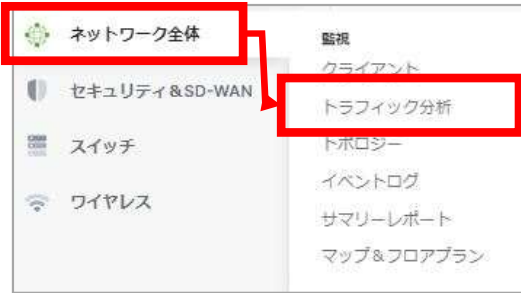 ネットワーク全体
セキュリティ&SD-WAN
スイッチ
ワイヤレス
監視
クライアント
トラフィック分析
トポロジー
イベントログ
サマリーレポート
マップ&フロアプラン